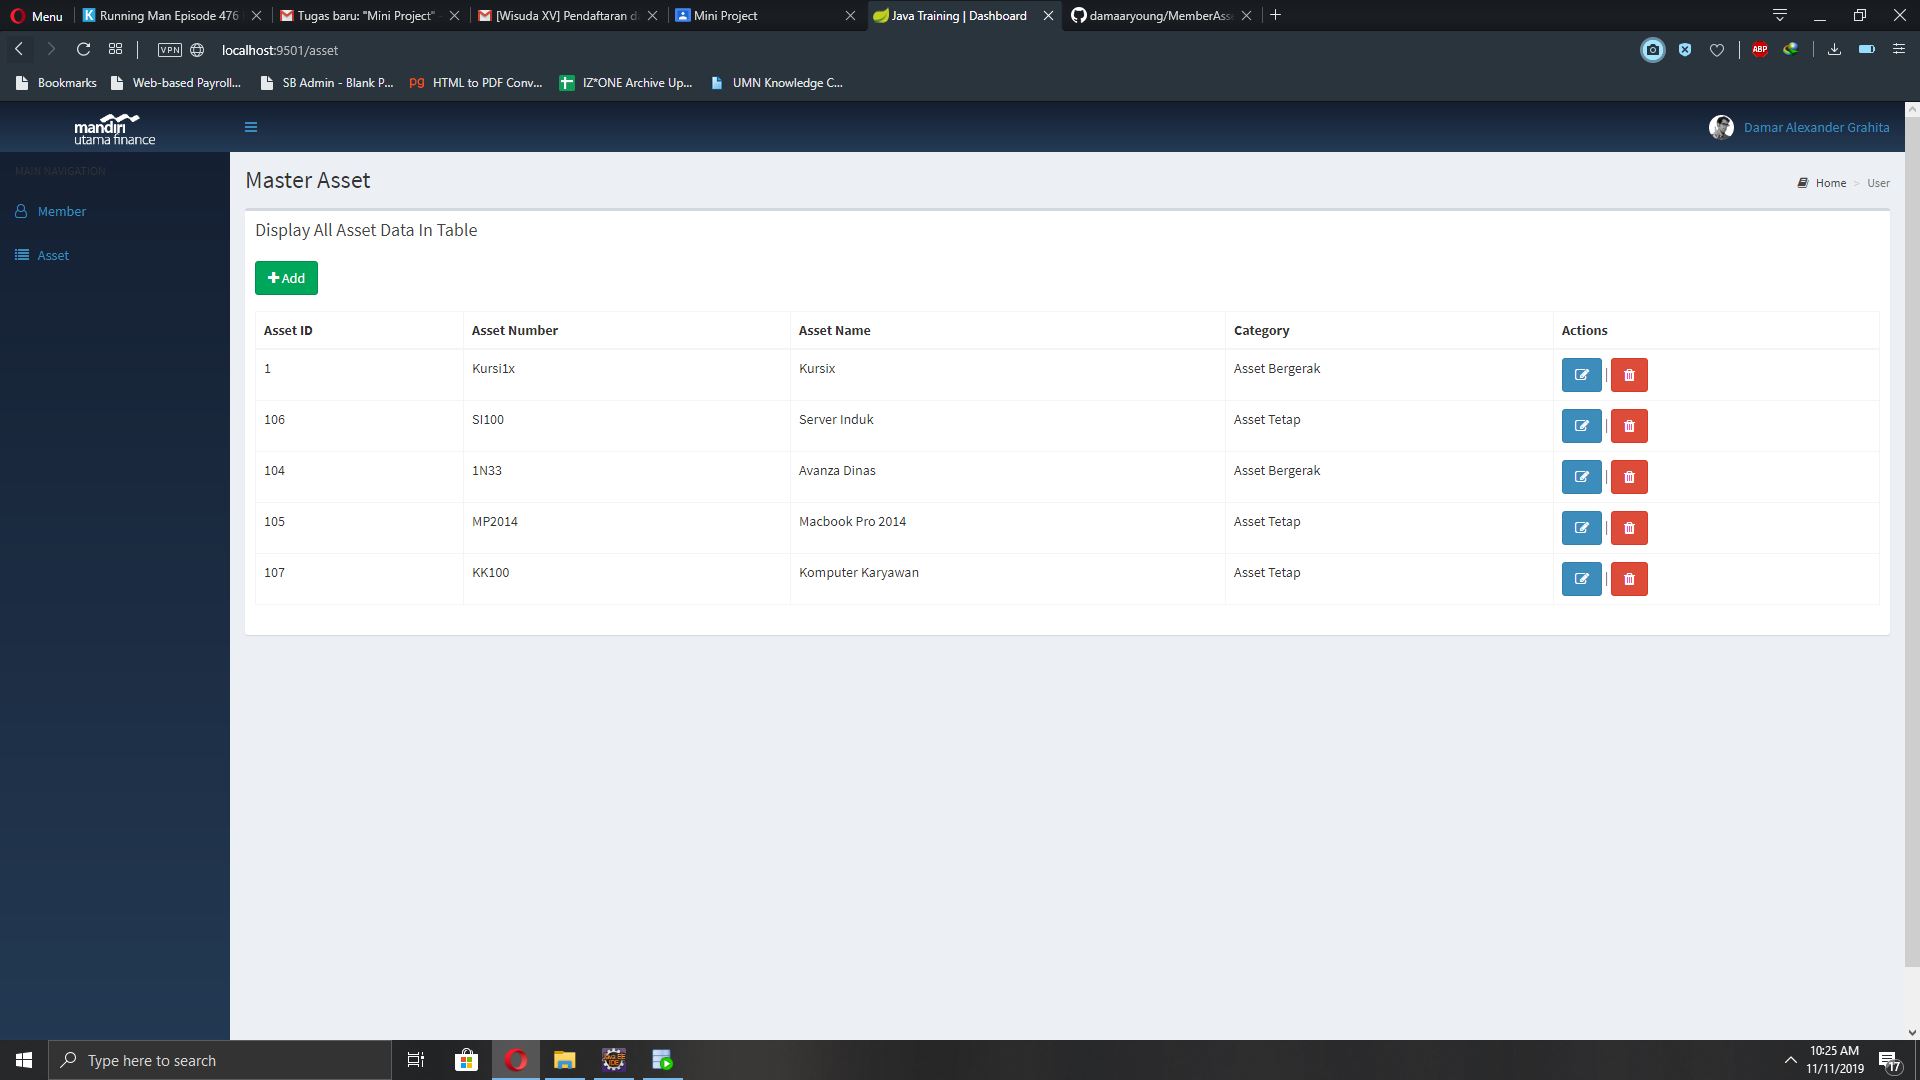 Menu
Running Man Episode 476
Tugas baru: "Mini Project" -
[Wisuda XV] Pendaftaran d
Mini Project
Java Training | Dashboard
damaaryoung/MemberAss
VPN
localhost:9501/asset
ABP
Bookmarks
Web-based Payroll...
SB Admin - Blank P...
pg HTML to PDF Conv...
IZ*ONE Archive Up...
UMN Knowledge C...
mandiri
utama finance
Damar Alexander Grahita
MAIN NAVIGATION
Member
Asset
Master Asset
Home > User
Display All Asset Data In Table
Add
Asset ID Asset Number Asset Name Category Actions
1 Kursi1x Kursix Asset Bergerak |
106 SI100 Server Induk Asset Tetap |
104 1N33 Avanza Dinas Asset Bergerak |
105 MP2014 Macbook Pro 2014 Asset Tetap |
107 KK100 Komputer Karyawan Asset Tetap |
Type here to search
Java EE
IDE
10:25 AM
11/11/2019
17